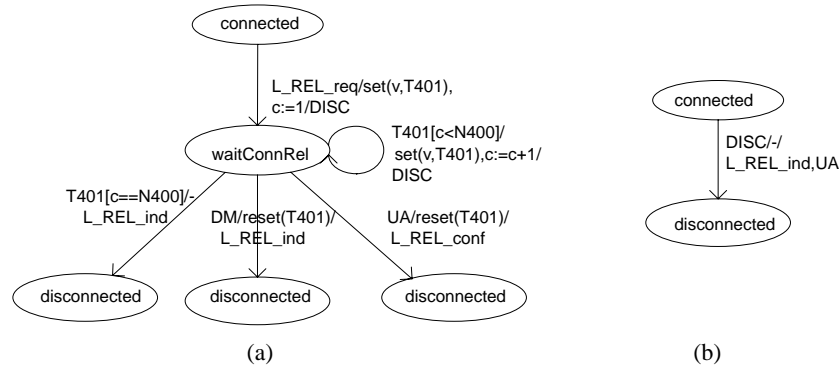 connected
L_REL_req/set(v,T401),
c:=1/DISC
waitConnRel
T401[c<N400]/
set(v,T401),c:=c+1/
DISC
T401[c==N400]/-
L_REL_ind
DM/reset(T401)/
L_REL_ind
UA/reset(T401)/
L_REL_conf
disconnected
disconnected
disconnected
(a)
connected
DISC/-/
L_REL_ind,UA
disconnected
(b)